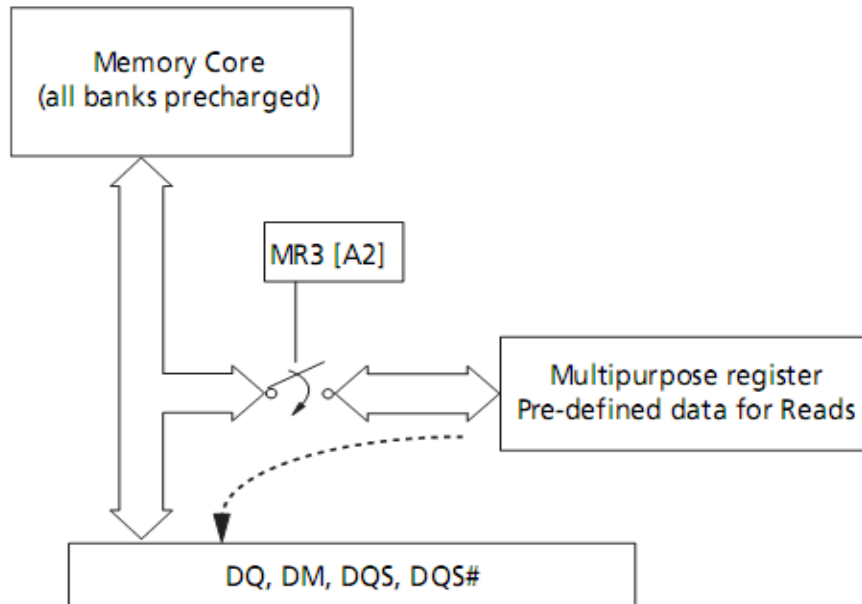 Memory Core
(all banks precharged)
MR3 [A2]
Multipurpose register
Pre-defined data for Reads
DQ, DM, DQS, DQS#